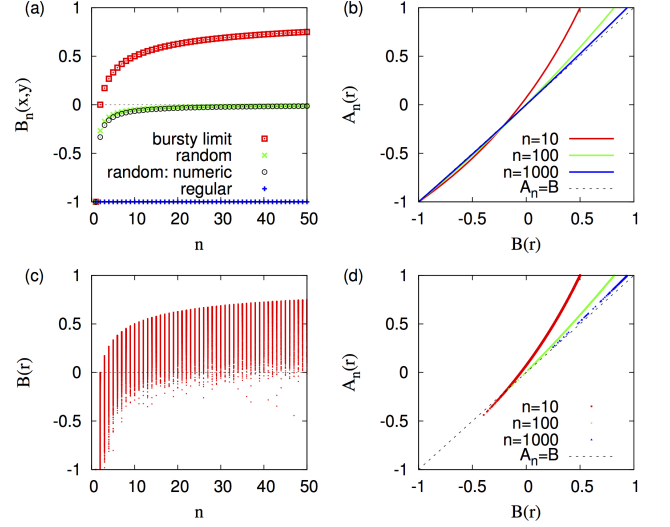 (a)
1
0.5
0
-0.5
-1
B_n(x,y)
bursty limit
random
random: numeric
regular
0 10 20 30 40 50
n
(b)
1
0.5
0
-0.5
-1
A_n(r)
n=10
n=100
n=1000
A_n=B
-1 -0.5 0 0.5 1
B(r)
(c)
1
0.5
0
-0.5
-1
B(r)
0 10 20 30 40 50
n
(d)
1
0.5
0
-0.5
-1
A_n(r)
n=10
n=100
n=1000
A_n=B
-1 -0.5 0 0.5 1
B(r)